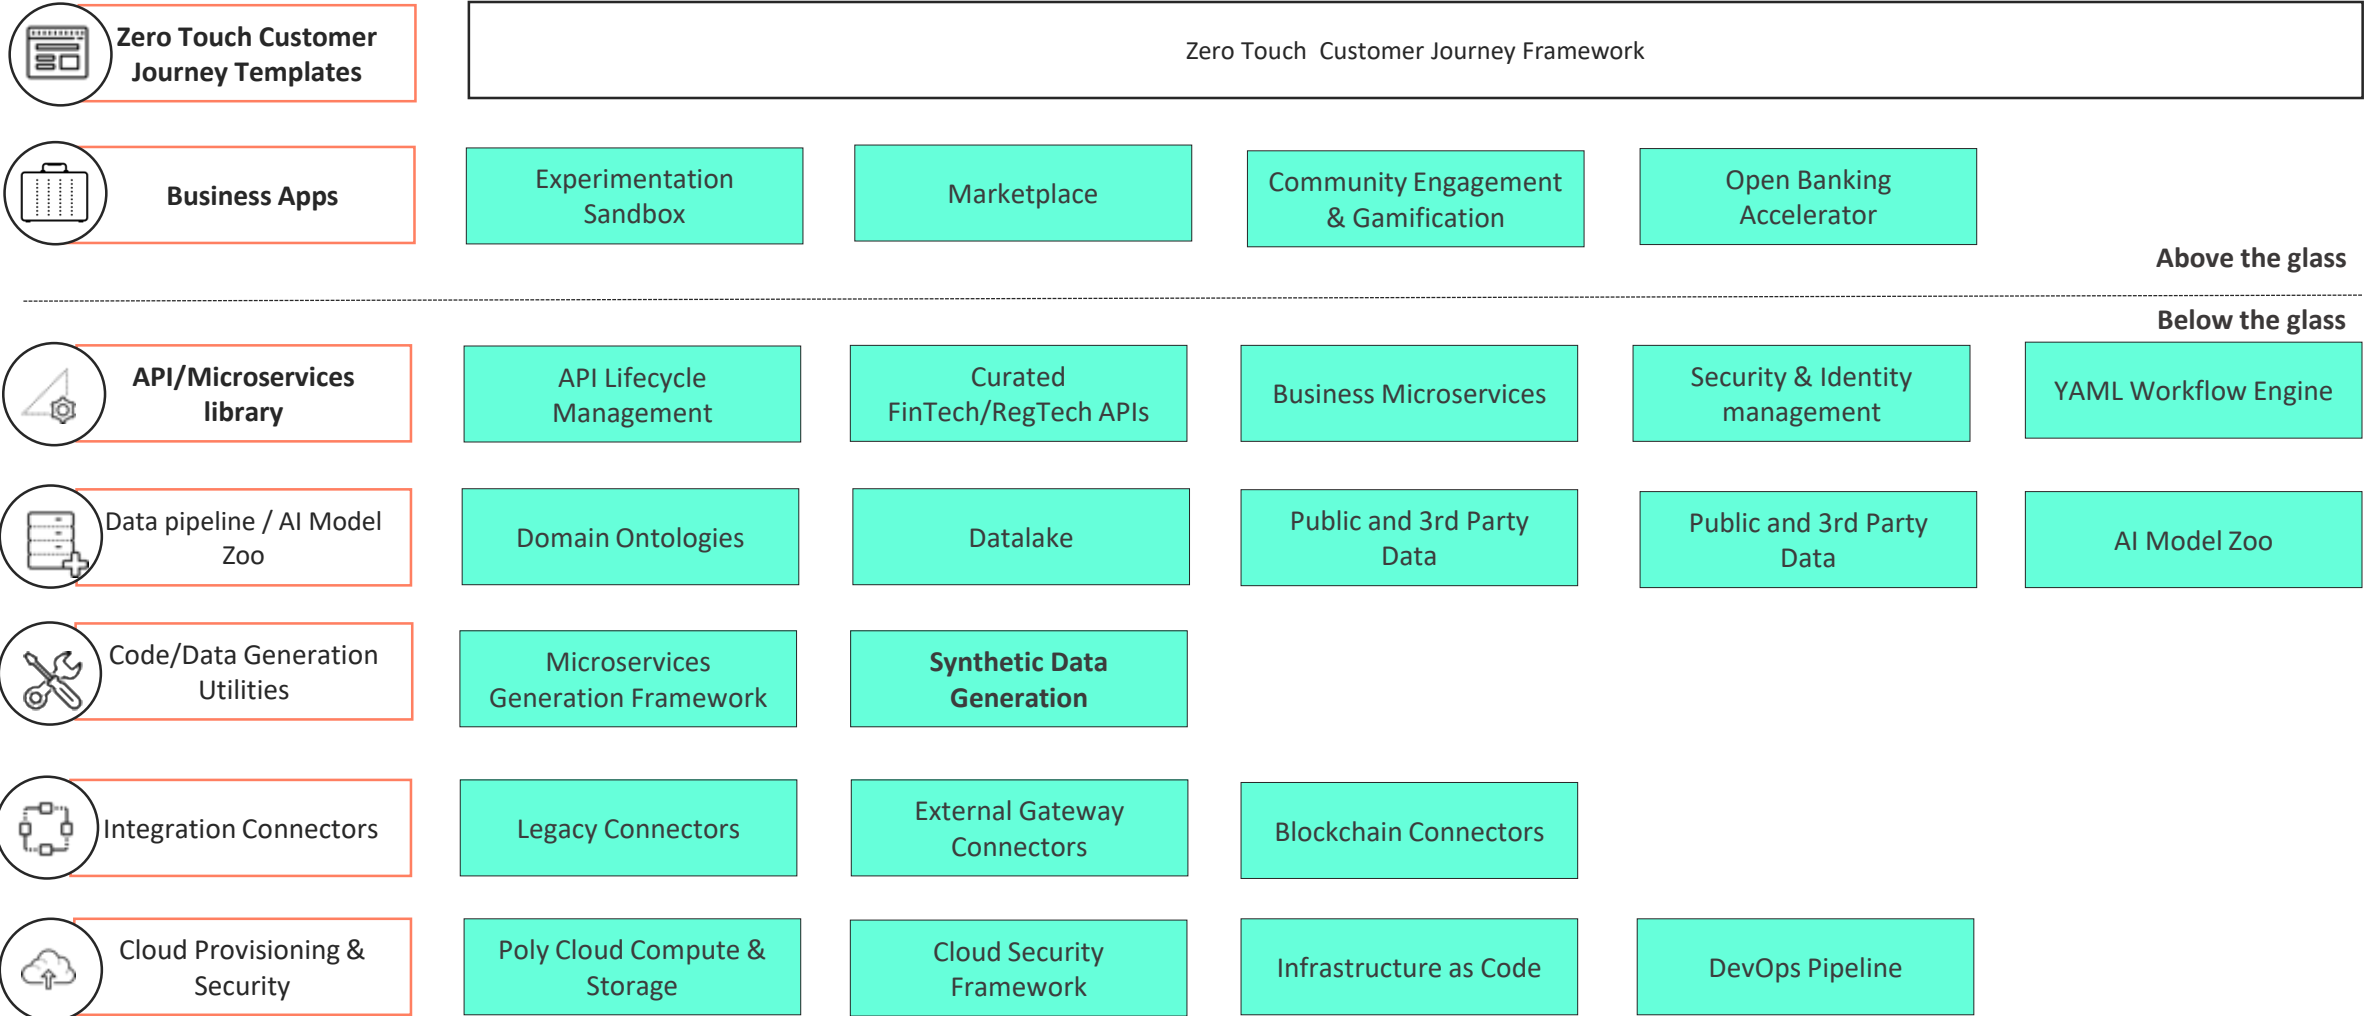 Zero Touch Customer
Journey Templates
Zero Touch  Customer Journey Framework
Business Apps
Experimentation
Sandbox
Marketplace
Community Engagement
& Gamification
Open Banking
Accelerator
Above the glass
Below the glass
API/Microservices
library
API Lifecycle
Management
Curated
FinTech/RegTech APIs
Business Microservices
Security & Identity
management
YAML Workflow Engine
Data pipeline / AI Model
Zoo
Domain Ontologies
Datalake
Public and 3rd Party
Data
Public and 3rd Party
Data
AI Model Zoo
Code/Data Generation
Utilities
Microservices
Generation Framework
Synthetic Data
Generation
Integration Connectors
Legacy Connectors
External Gateway
Connectors
Blockchain Connectors
Cloud Provisioning &
Security
Poly Cloud Compute &
Storage
Cloud Security
Framework
Infrastructure as Code
DevOps Pipeline